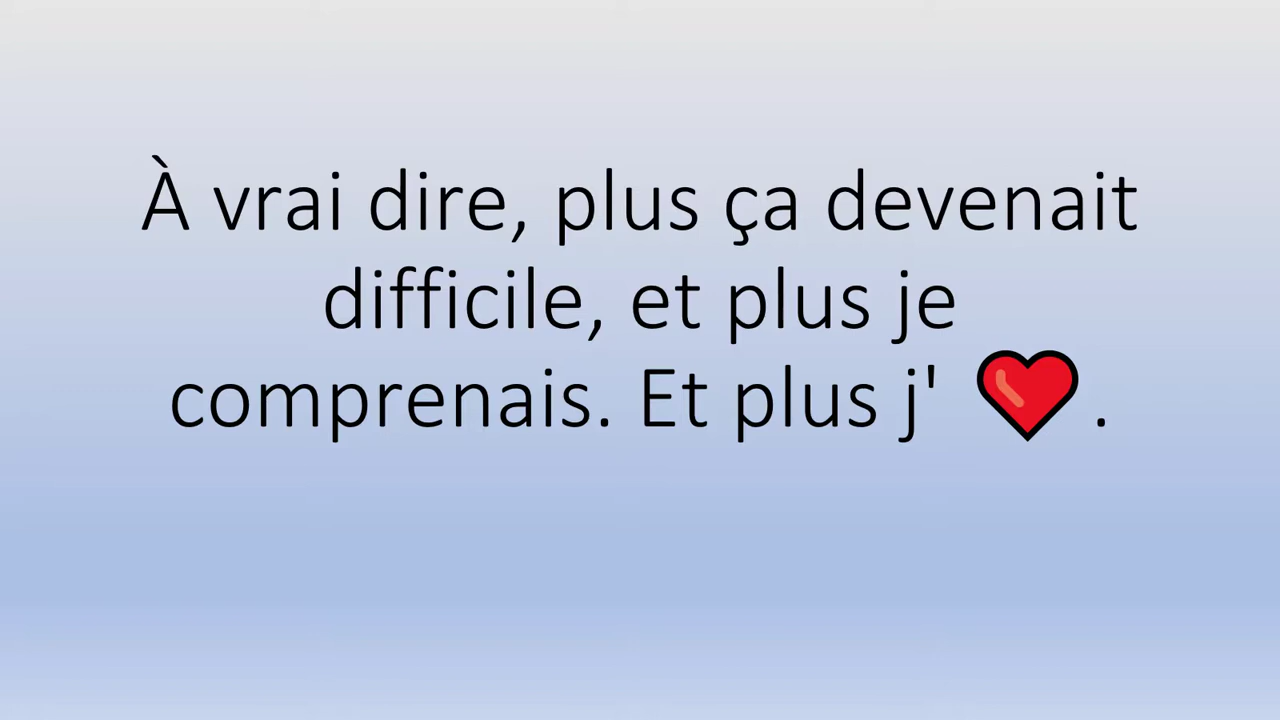 À vrai dire, plus ça devenait
difficile, et plus je
comprenais. Et plus j' ❤️.